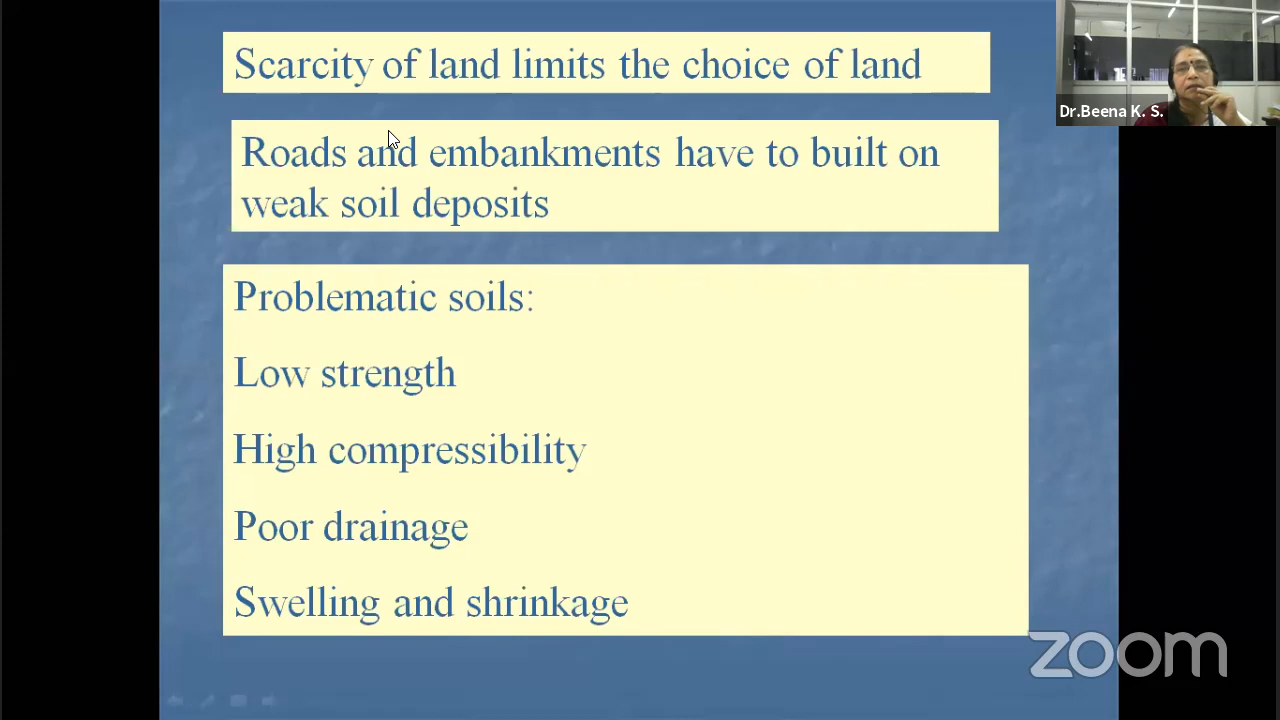 Scarcity of land limits the choice of land
Dr.Beena K. S.
Roads and embankments have to built on
weak soil deposits
Problematic soils:
Low strength
High compressibility
Poor drainage
Swelling and shrinkage
zoom